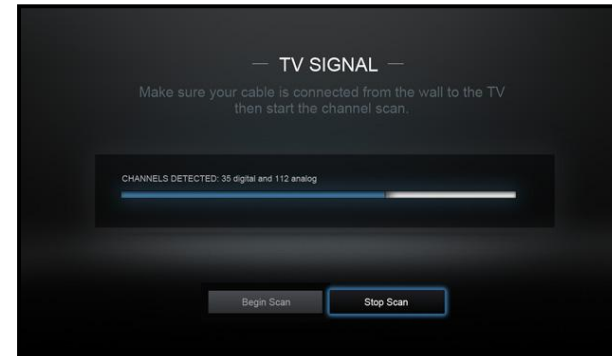 — TV SIGNAL —
Make sure your cable is connected from the wall to the TV
then start the channel scan.
CHANNELS DETECTED: 35 digital and 112 analog
Begin Scan Stop Scan